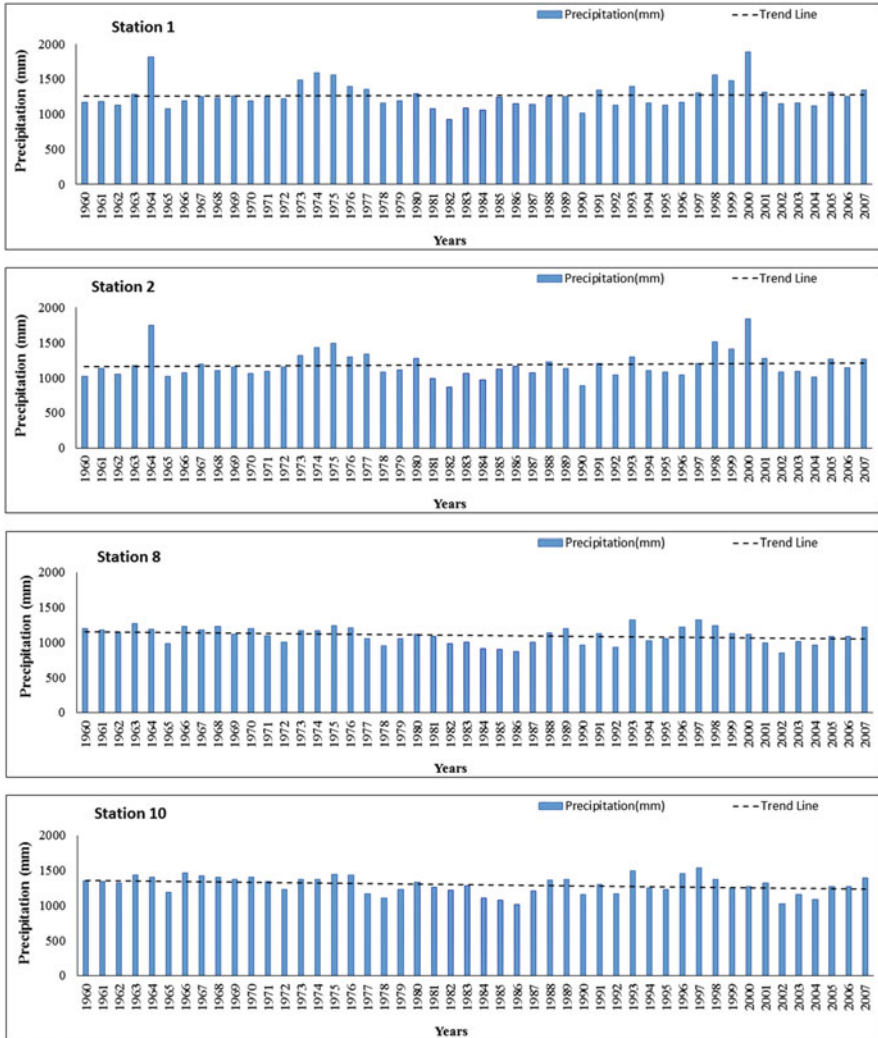 Station 1
Precipitation(mm) Trend Line
Precipitation (mm)
2000
1500
1000
500
0
1960 1961 1962 1963 1964 1965 1966 1967 1968 1969 1970 1971 1972 1973 1974 1975 1976 1977 1978 1979 1980 1981 1982 1983 1984 1985 1986 1987 1988 1989 1990 1991 1992 1993 1994 1995 1996 1997 1998 1999 2000 2001 2002 2003 2004 2005 2006 2007
Years
Station 2
Precipitation(mm) Trend Line
Precipitation (mm)
2000
1500
1000
500
0
1960 1961 1962 1963 1964 1965 1966 1967 1968 1969 1970 1971 1972 1973 1974 1975 1976 1977 1978 1979 1980 1981 1982 1983 1984 1985 1986 1987 1988 1989 1990 1991 1992 1993 1994 1995 1996 1997 1998 1999 2000 2001 2002 2003 2004 2005 2006 2007
Years
Station 8
Precipitation(mm) Trend Line
Precipitation (mm)
2000
1500
1000
500
0
1960 1961 1962 1963 1964 1965 1966 1967 1968 1969 1970 1971 1972 1973 1974 1975 1976 1977 1978 1979 1980 1981 1982 1983 1984 1985 1986 1987 1988 1989 1990 1991 1992 1993 1994 1995 1996 1997 1998 1999 2000 2001 2002 2003 2004 2005 2006 2007
Years
Station 10
Precipitation(mm) Trend Line
Precipitation (mm)
2000
1500
1000
500
0
1960 1961 1962 1963 1964 1965 1966 1967 1968 1969 1970 1971 1972 1973 1974 1975 1976 1977 1978 1979 1980 1981 1982 1983 1984 1985 1986 1987 1988 1989 1990 1991 1992 1993 1994 1995 1996 1997 1998 1999 2000 2001 2002 2003 2004 2005 2006 2007
Years